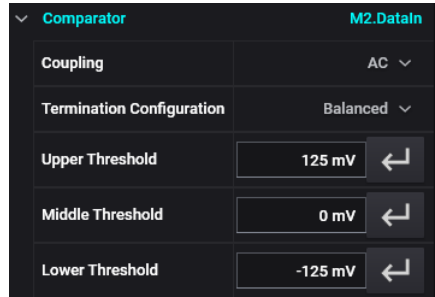 Comparator M2.DataIn
Coupling AC
Termination Configuration Balanced
Upper Threshold 125 mV
Middle Threshold 0 mV
Lower Threshold -125 mV